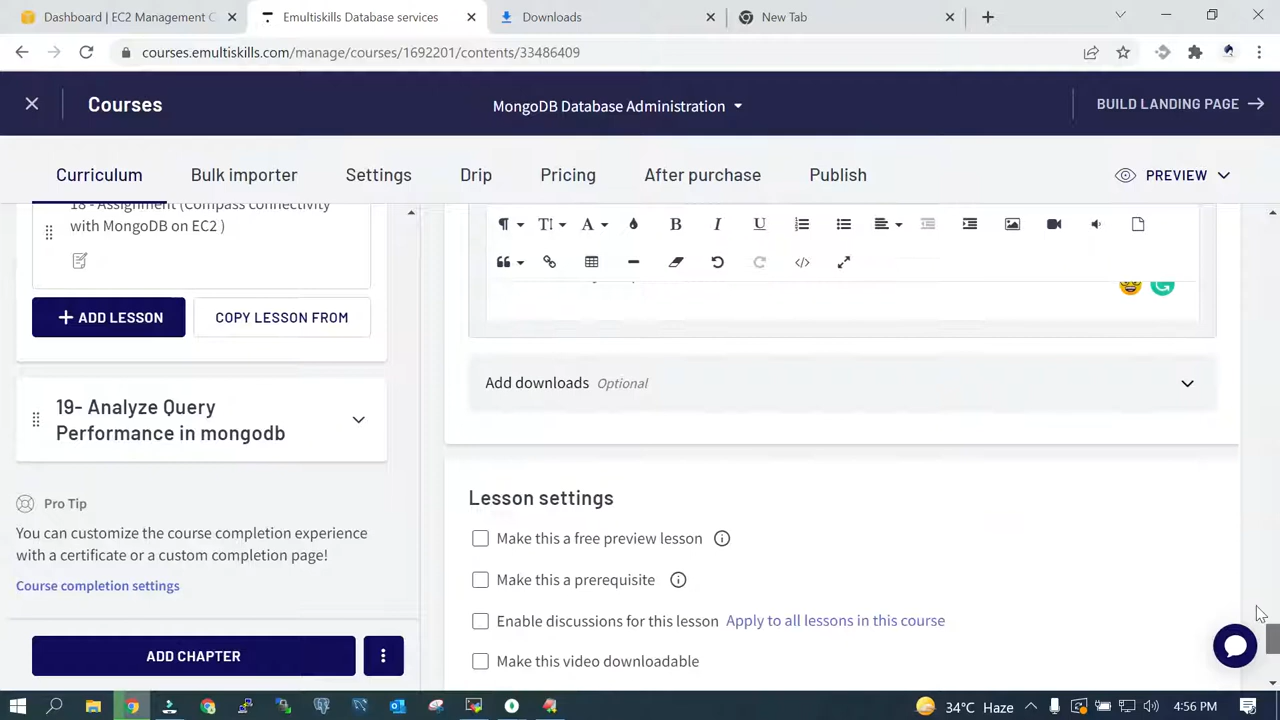 Dashboard | EC2 Management C
Emultiskills Database services
Downloads
New Tab
courses.emultiskills.com/manage/courses/1692201/contents/33486409
Courses
MongoDB Database Administration
BUILD LANDING PAGE
Curriculum
Bulk importer
Settings
Drip
Pricing
After purchase
Publish
PREVIEW
18 - Assignment (Compass connectivity
with MongoDB on EC2 )
ADD LESSON
COPY LESSON FROM
19- Analyze Query
Performance in mongodb
Pro Tip
You can customize the course completion experience
with a certificate or a custom completion page!
Course completion settings
ADD CHAPTER
Add downloads Optional
Lesson settings
Make this a free preview lesson
Make this a prerequisite
Enable discussions for this lesson Apply to all lessons in this course
Make this video downloadable
34°C Haze
4:56 PM